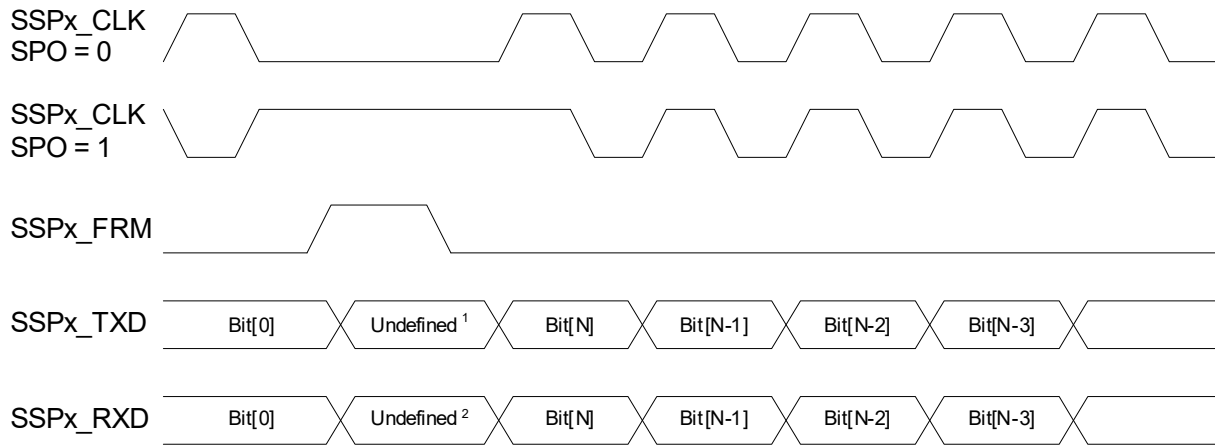 SSPx_CLK
SPO = 0
SSPx_CLK
SPO = 1
SSPx_FRM
SSPx_TXD Bit[0] Undefined ¹ Bit[N] Bit[N-1] Bit[N-2] Bit[N-3]
SSPx_RXD Bit[0] Undefined ² Bit[N] Bit[N-1] Bit[N-2] Bit[N-3]